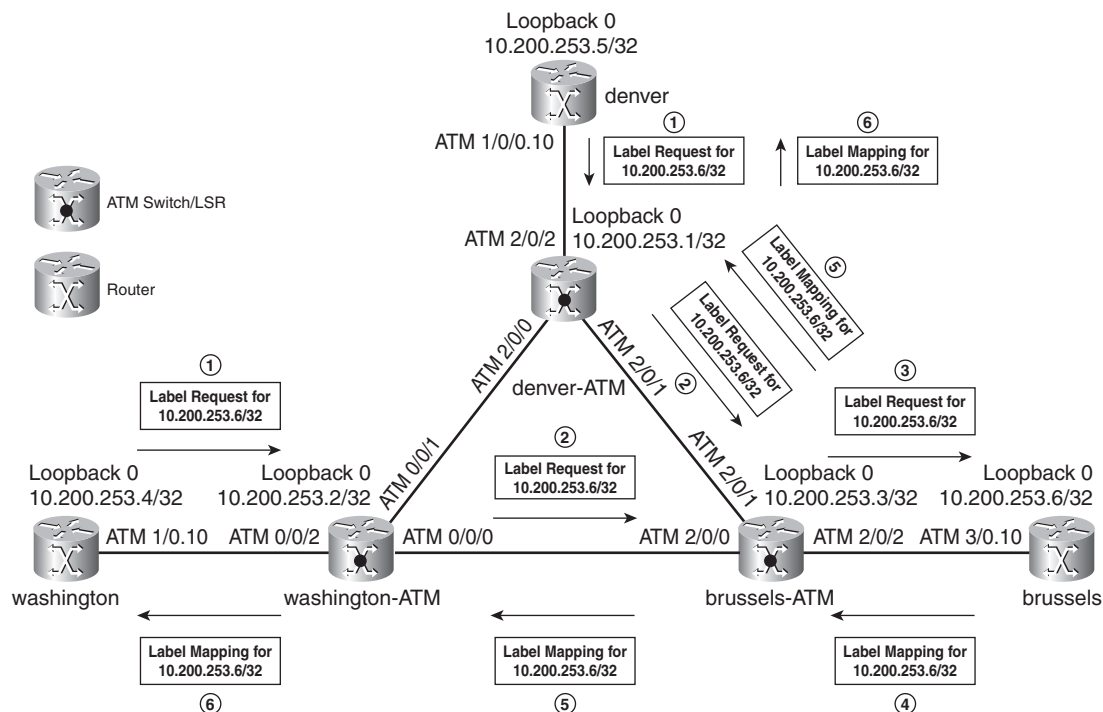 Loopback 0
10.200.253.5/32
denver
ATM 1/0/0.10
①
Label Request for
10.200.253.6/32
⑥
Label Mapping for
10.200.253.6/32
ATM Switch/LSR
Router
Loopback 0
10.200.253.1/32
ATM 2/0/2
denver-ATM
ATM 2/0/0
ATM 2/0/1
②
Label Request for
10.200.253.6/32
⑤
Label Mapping for
10.200.253.6/32
①
Label Request for
10.200.253.6/32
②
Label Request for
10.200.253.6/32
③
Label Request for
10.200.253.6/32
ATM 0/0/1
ATM 2/0/1
Loopback 0
10.200.253.4/32
Loopback 0
10.200.253.2/32
Loopback 0
10.200.253.3/32
Loopback 0
10.200.253.6/32
ATM 1/0.10
ATM 0/0/2
ATM 0/0/0
ATM 2/0/0
ATM 2/0/2
ATM 3/0.10
washington
washington-ATM
brussels-ATM
brussels
Label Mapping for
10.200.253.6/32
⑥
Label Mapping for
10.200.253.6/32
⑤
Label Mapping for
10.200.253.6/32
④